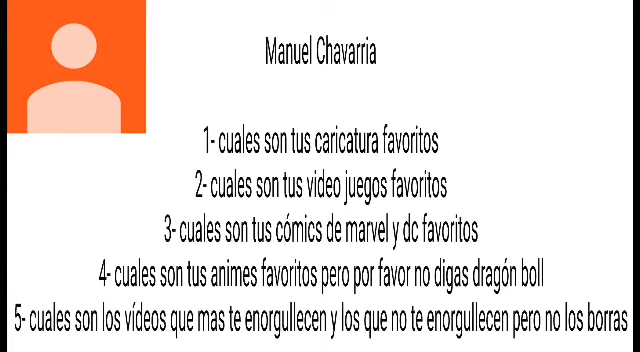 Manuel Chavarria
1- cuales son tus caricatura favoritos
2- cuales son tus video juegos favoritos
3- cuales son tus cómics de marvel y dc favoritos
4- cuales son tus animes favoritos pero por favor no digas dragón boll
5- cuales son los vídeos que mas te enorgullecen y los que no te enorgullecen pero no los borras